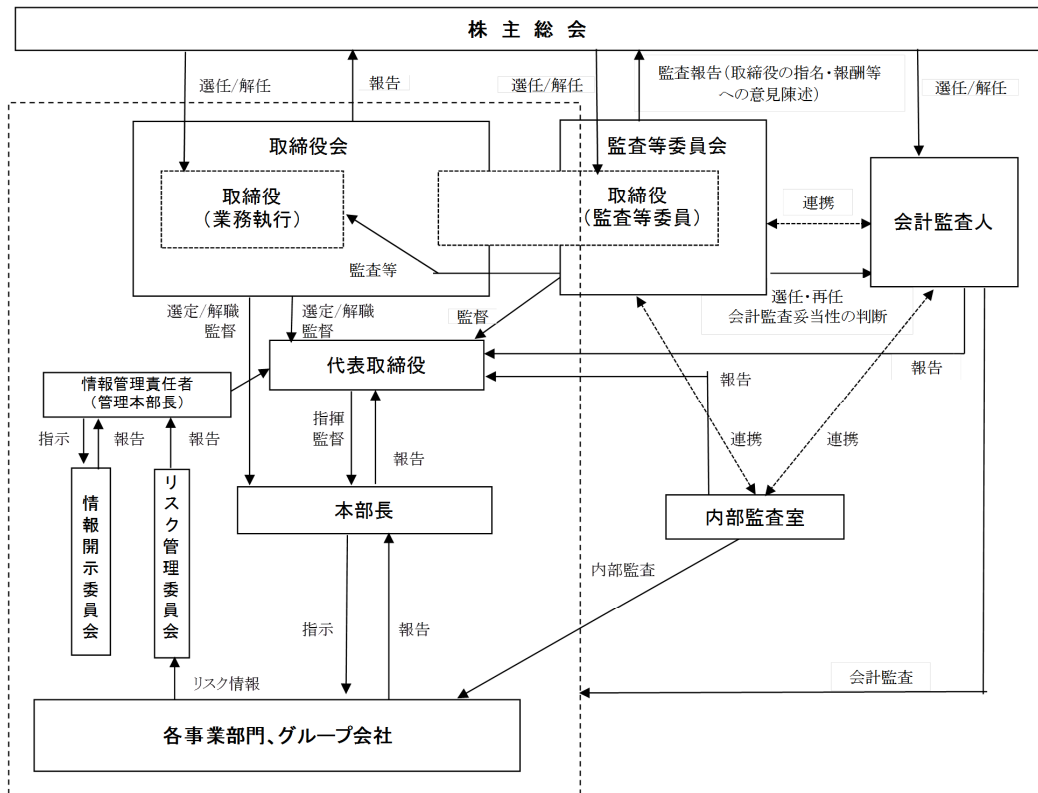 株主総会
選任/解任
報告
選任/解任
監査報告（取締役の指名・報酬等
への意見陳述）
選任/解任
取締役会
監査等委員会
取締役
（業務執行）
取締役
（監査等委員）
連携
会計監査人
監査等
選任・再任
会計監査妥当性の判断
選定/解職
監督
選定/解職
監督
監督
代表取締役
報告
報告
情報管理責任者
（管理本部長）
指示
報告
報告
指揮
監督
報告
連携
連携
情報開示委員会
リスク管理委員会
本部長
内部監査室
内部監査
指示
報告
リスク情報
会計監査
各事業部門、グループ会社